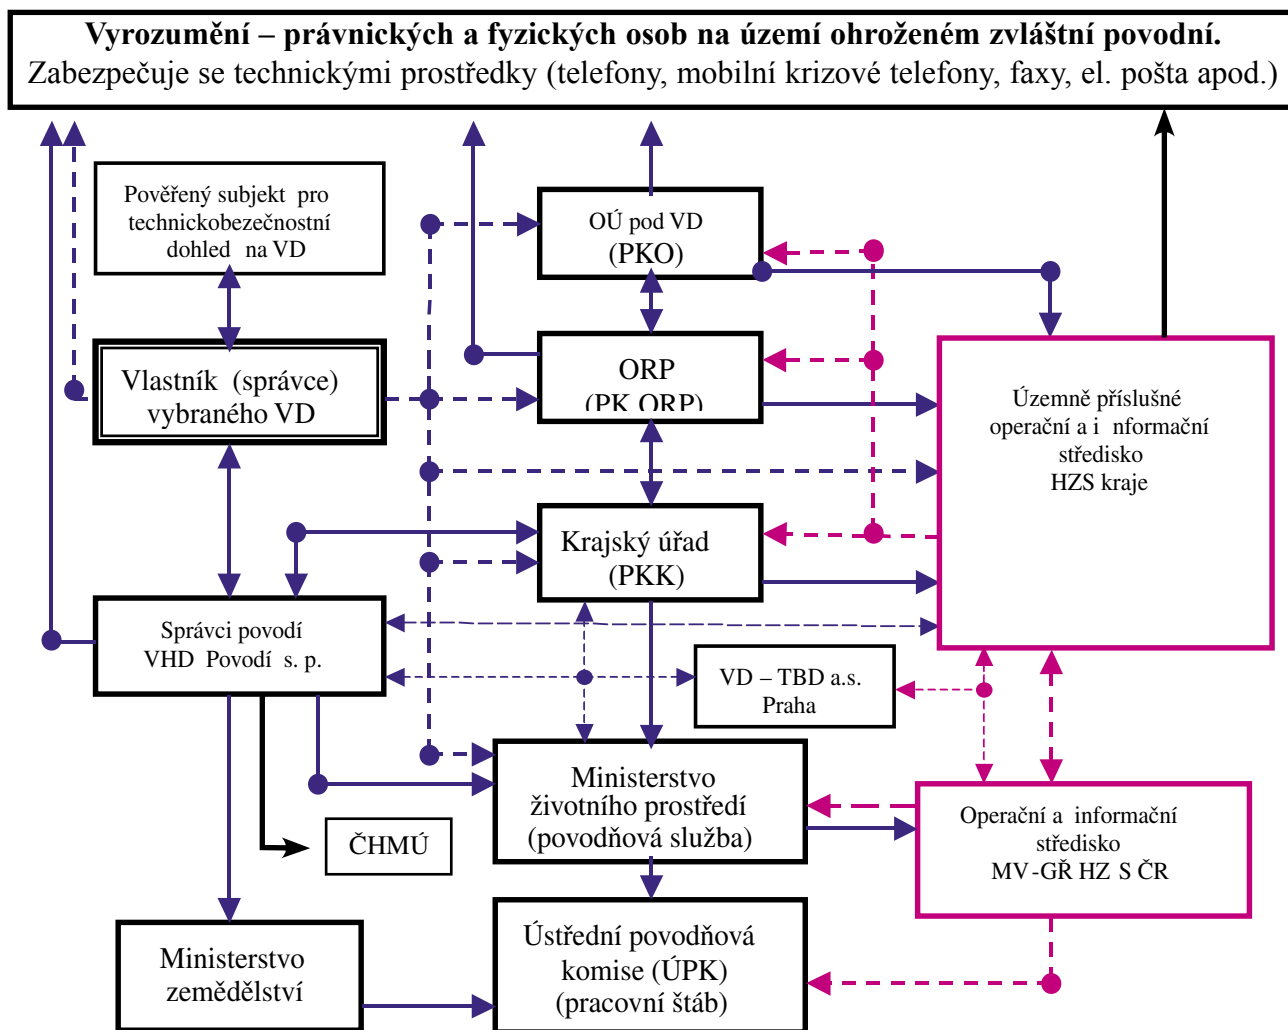 Vyrozumění – právnických a fyzických osob na území ohroženém zvláštní povodní.
Zabezpečuje se technickými prostředky (telefony, mobilní krizové telefony, faxy, el. pošta apod.)
Pověřený subjekt pro
technickobezečnostní
dohled na VD
OÚ pod VD
(PKO)
Vlastník (správce)
vybraného VD
ORP
(PK ORP)
Územně příslušné
operační a i nformační
středisko
HZS kraje
Krajský úřad
(PKK)
Správci povodí
VHD Povodí s. p.
VD – TBD a.s.
Praha
Ministerstvo
životního prostředí
(povodňová služba)
ČHMÚ
Operační a informační
středisko
MV-GŘ HZ S ČR
Ministerstvo
zemědělství
Ústřední povodňová
komise (ÚPK)
(pracovní štáb)